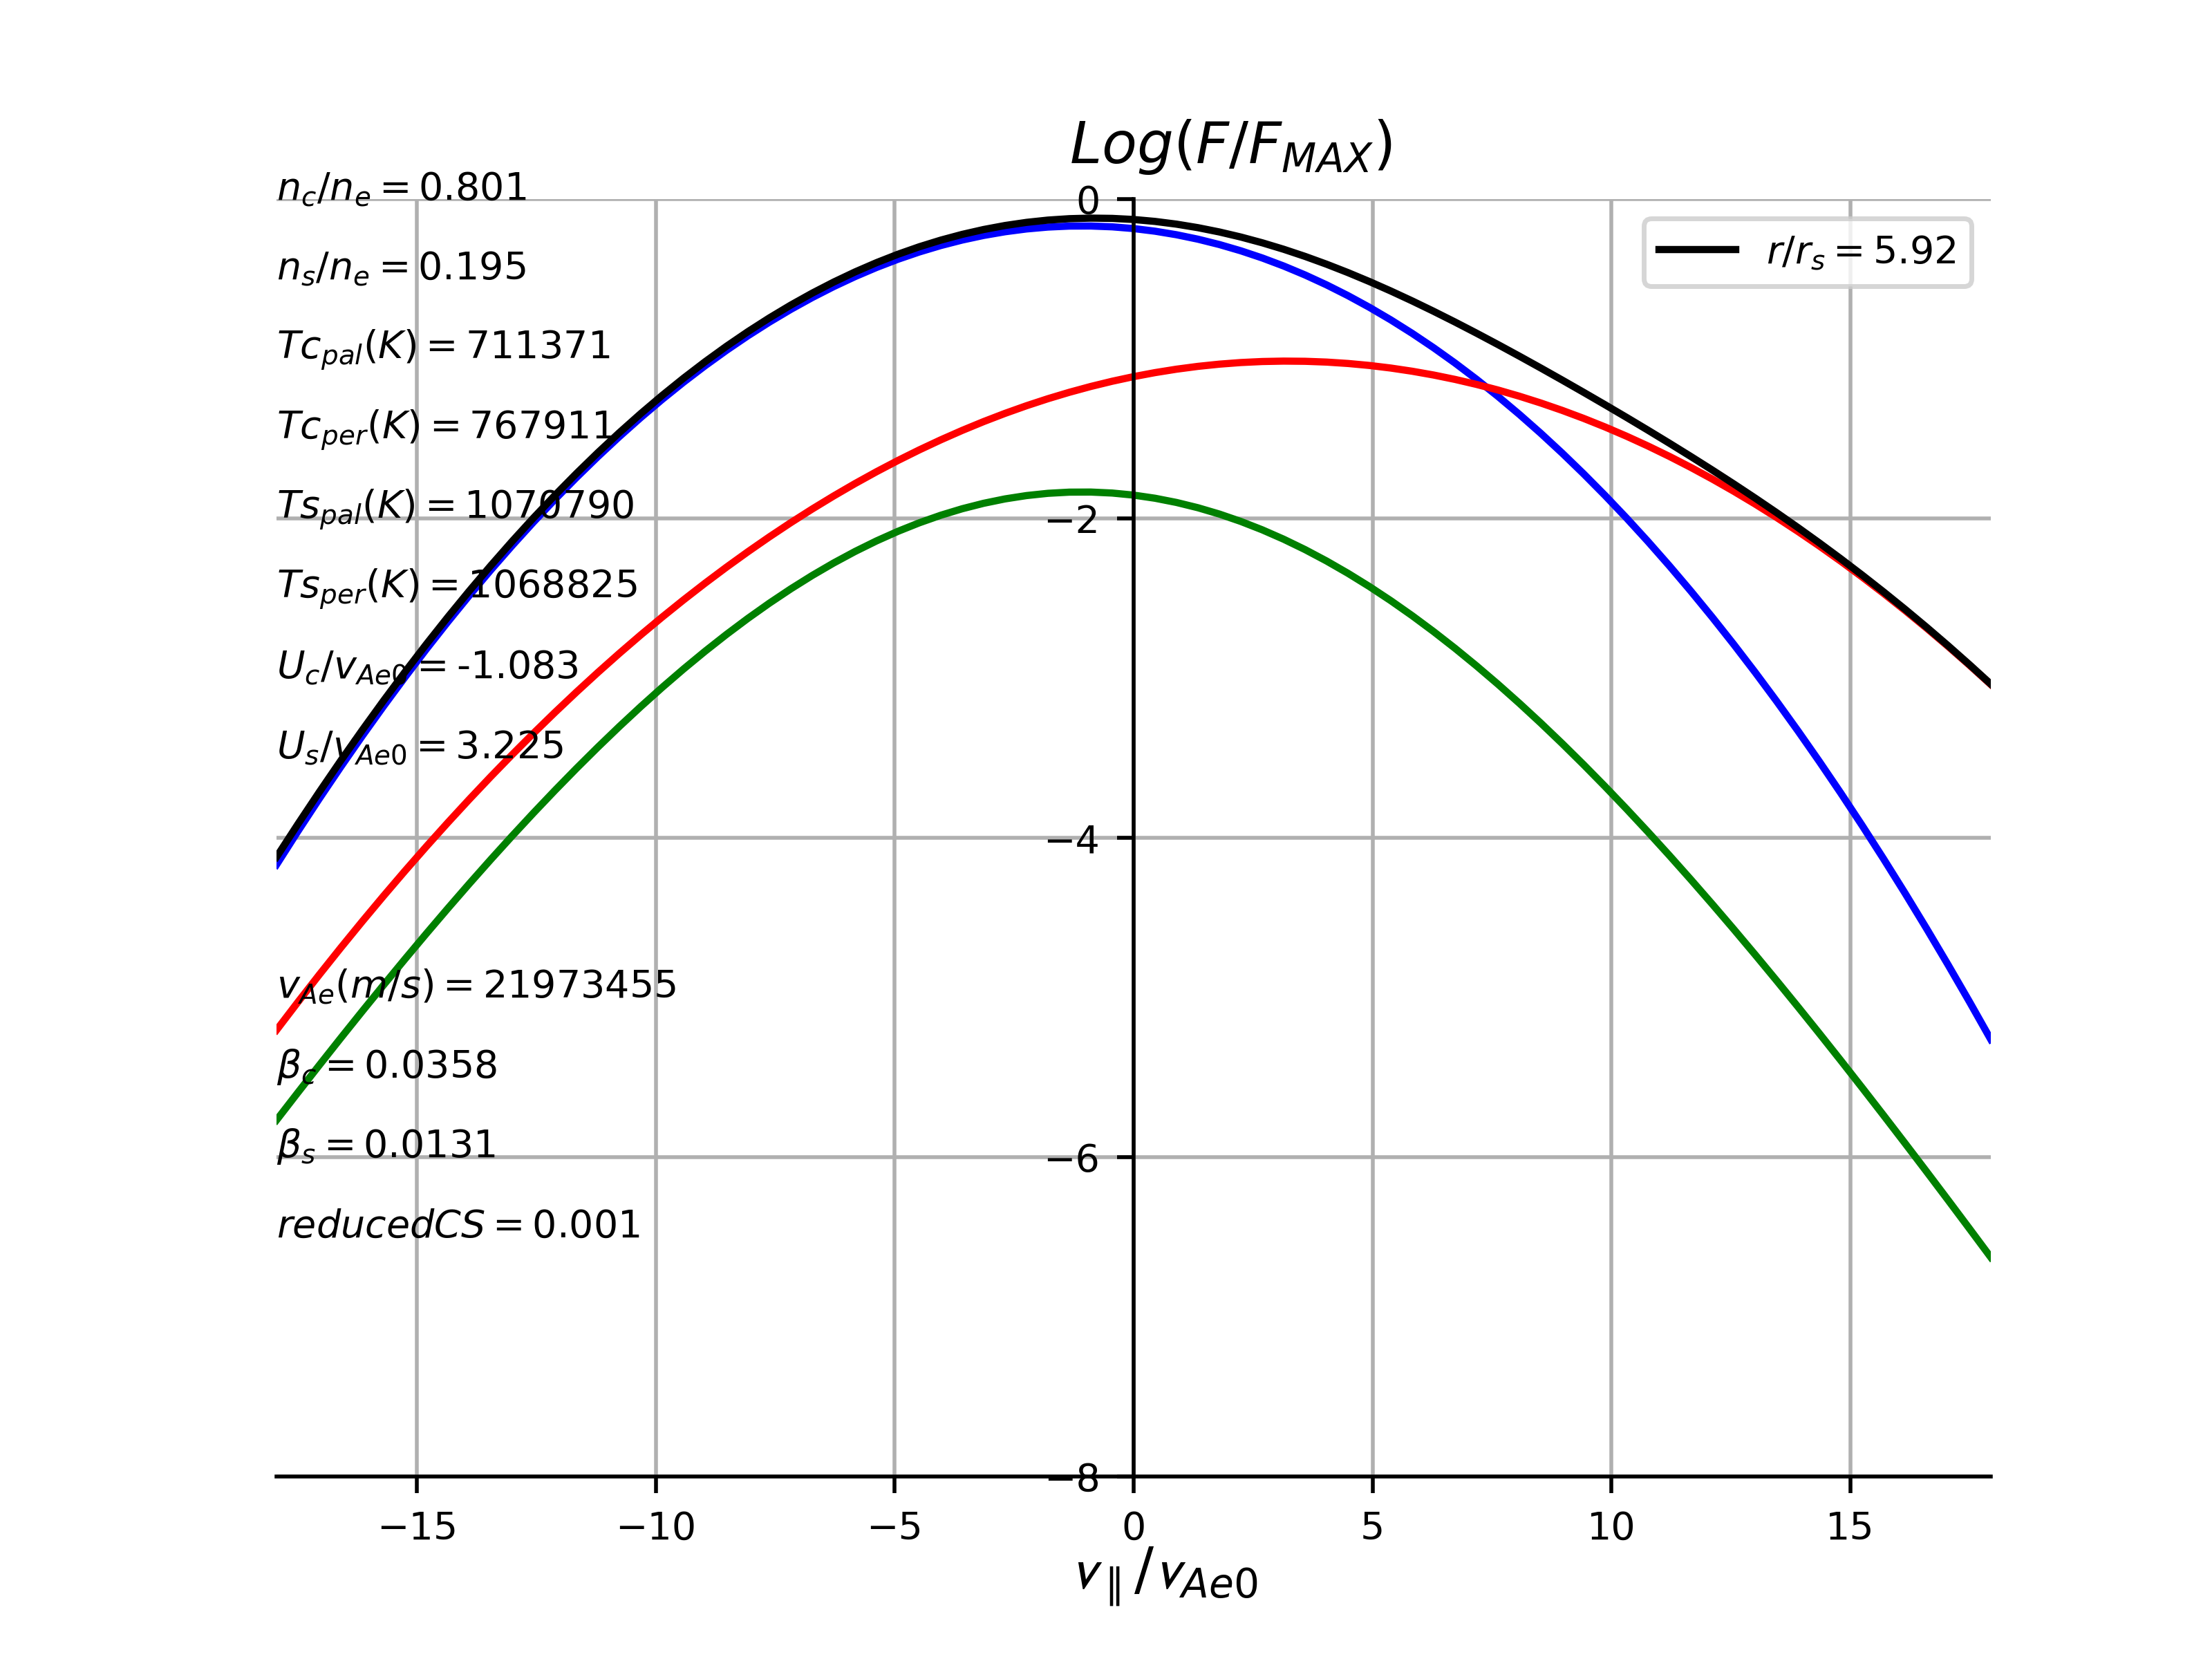 Log(F/F_MAX)
n_c/n_e = 0.801
n_s/n_e = 0.195
Tc_pal(K) = 711371
Tc_per(K) = 767911
Ts_pal(K) = 1070790
Ts_per(K) = 1068825
U_c/v_Ae0 = -1.083
U_s/v_Ae0 = 3.225
v_Ae(m/s) = 21973455
β_c = 0.0358
β_s = 0.0131
reducedCS = 0.001
r/r_s = 5.92
0
−2
−4
−6
−8
−15 −10 −5 0 5 10 15
v_∥/v_Ae0